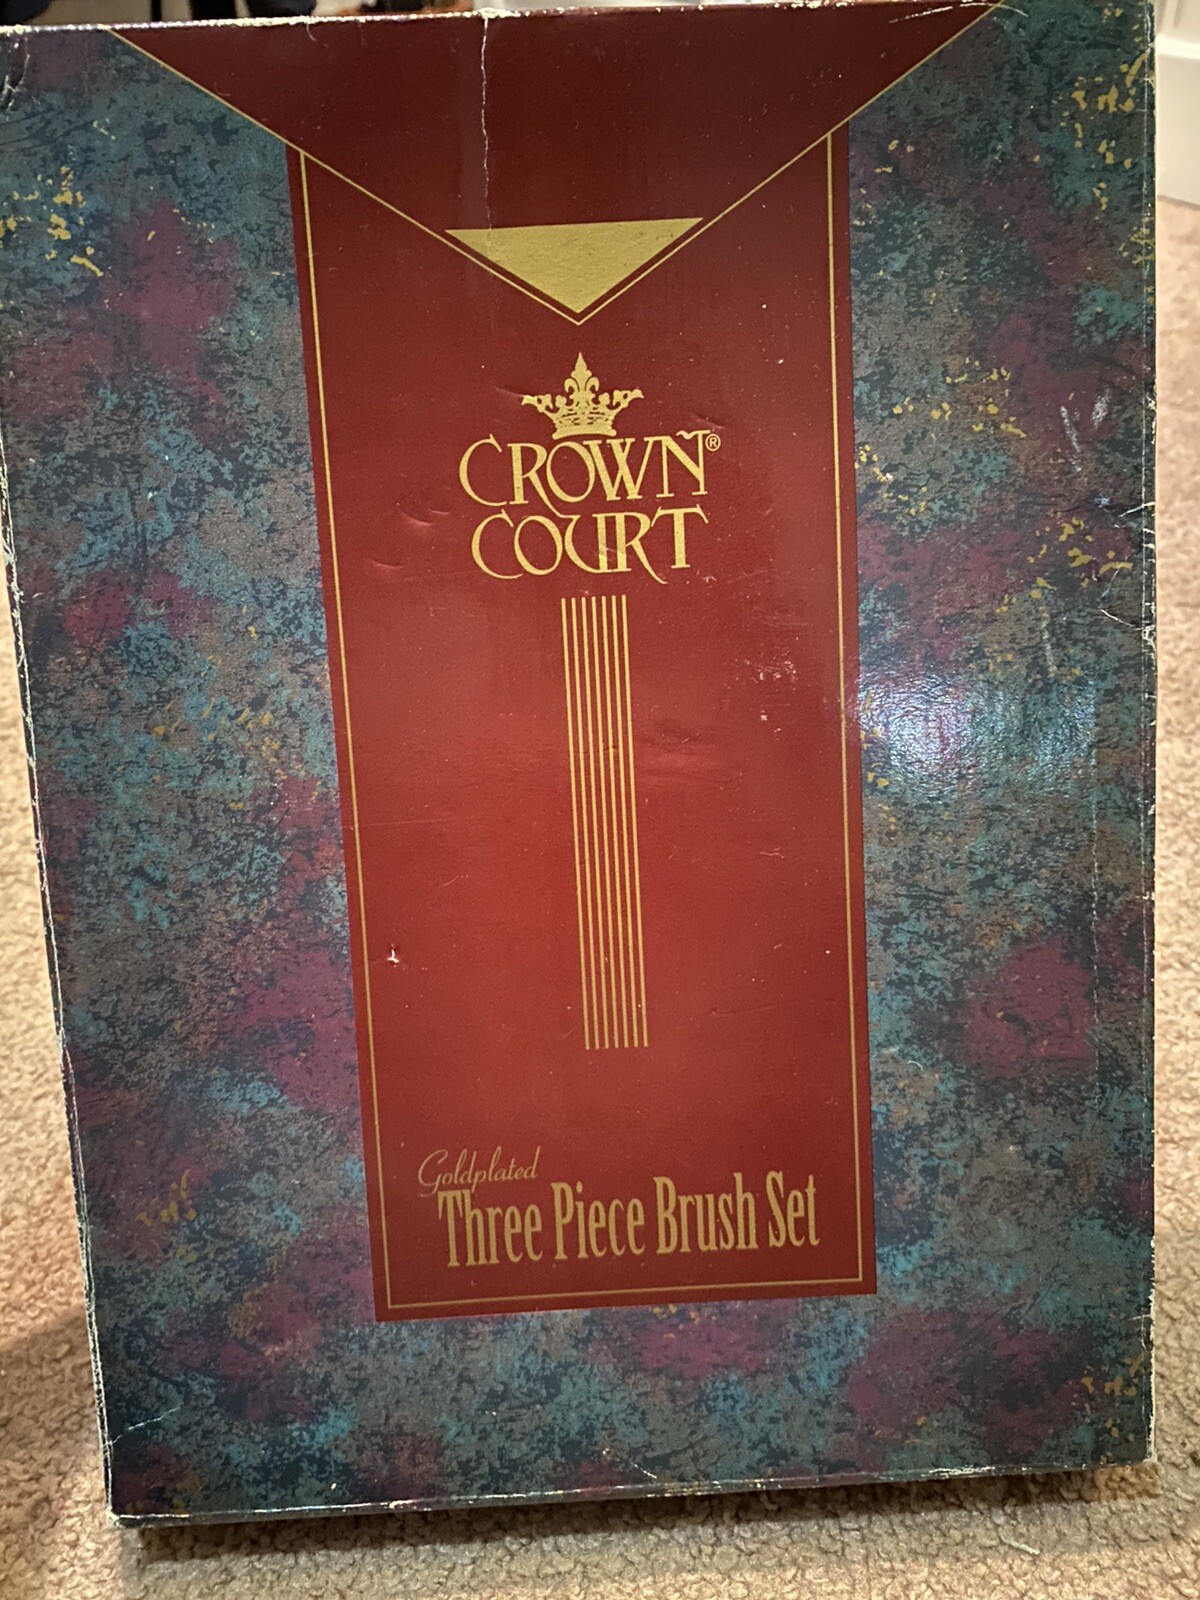 CROWN®
COURT
Goldplated
Three Piece Brush Set